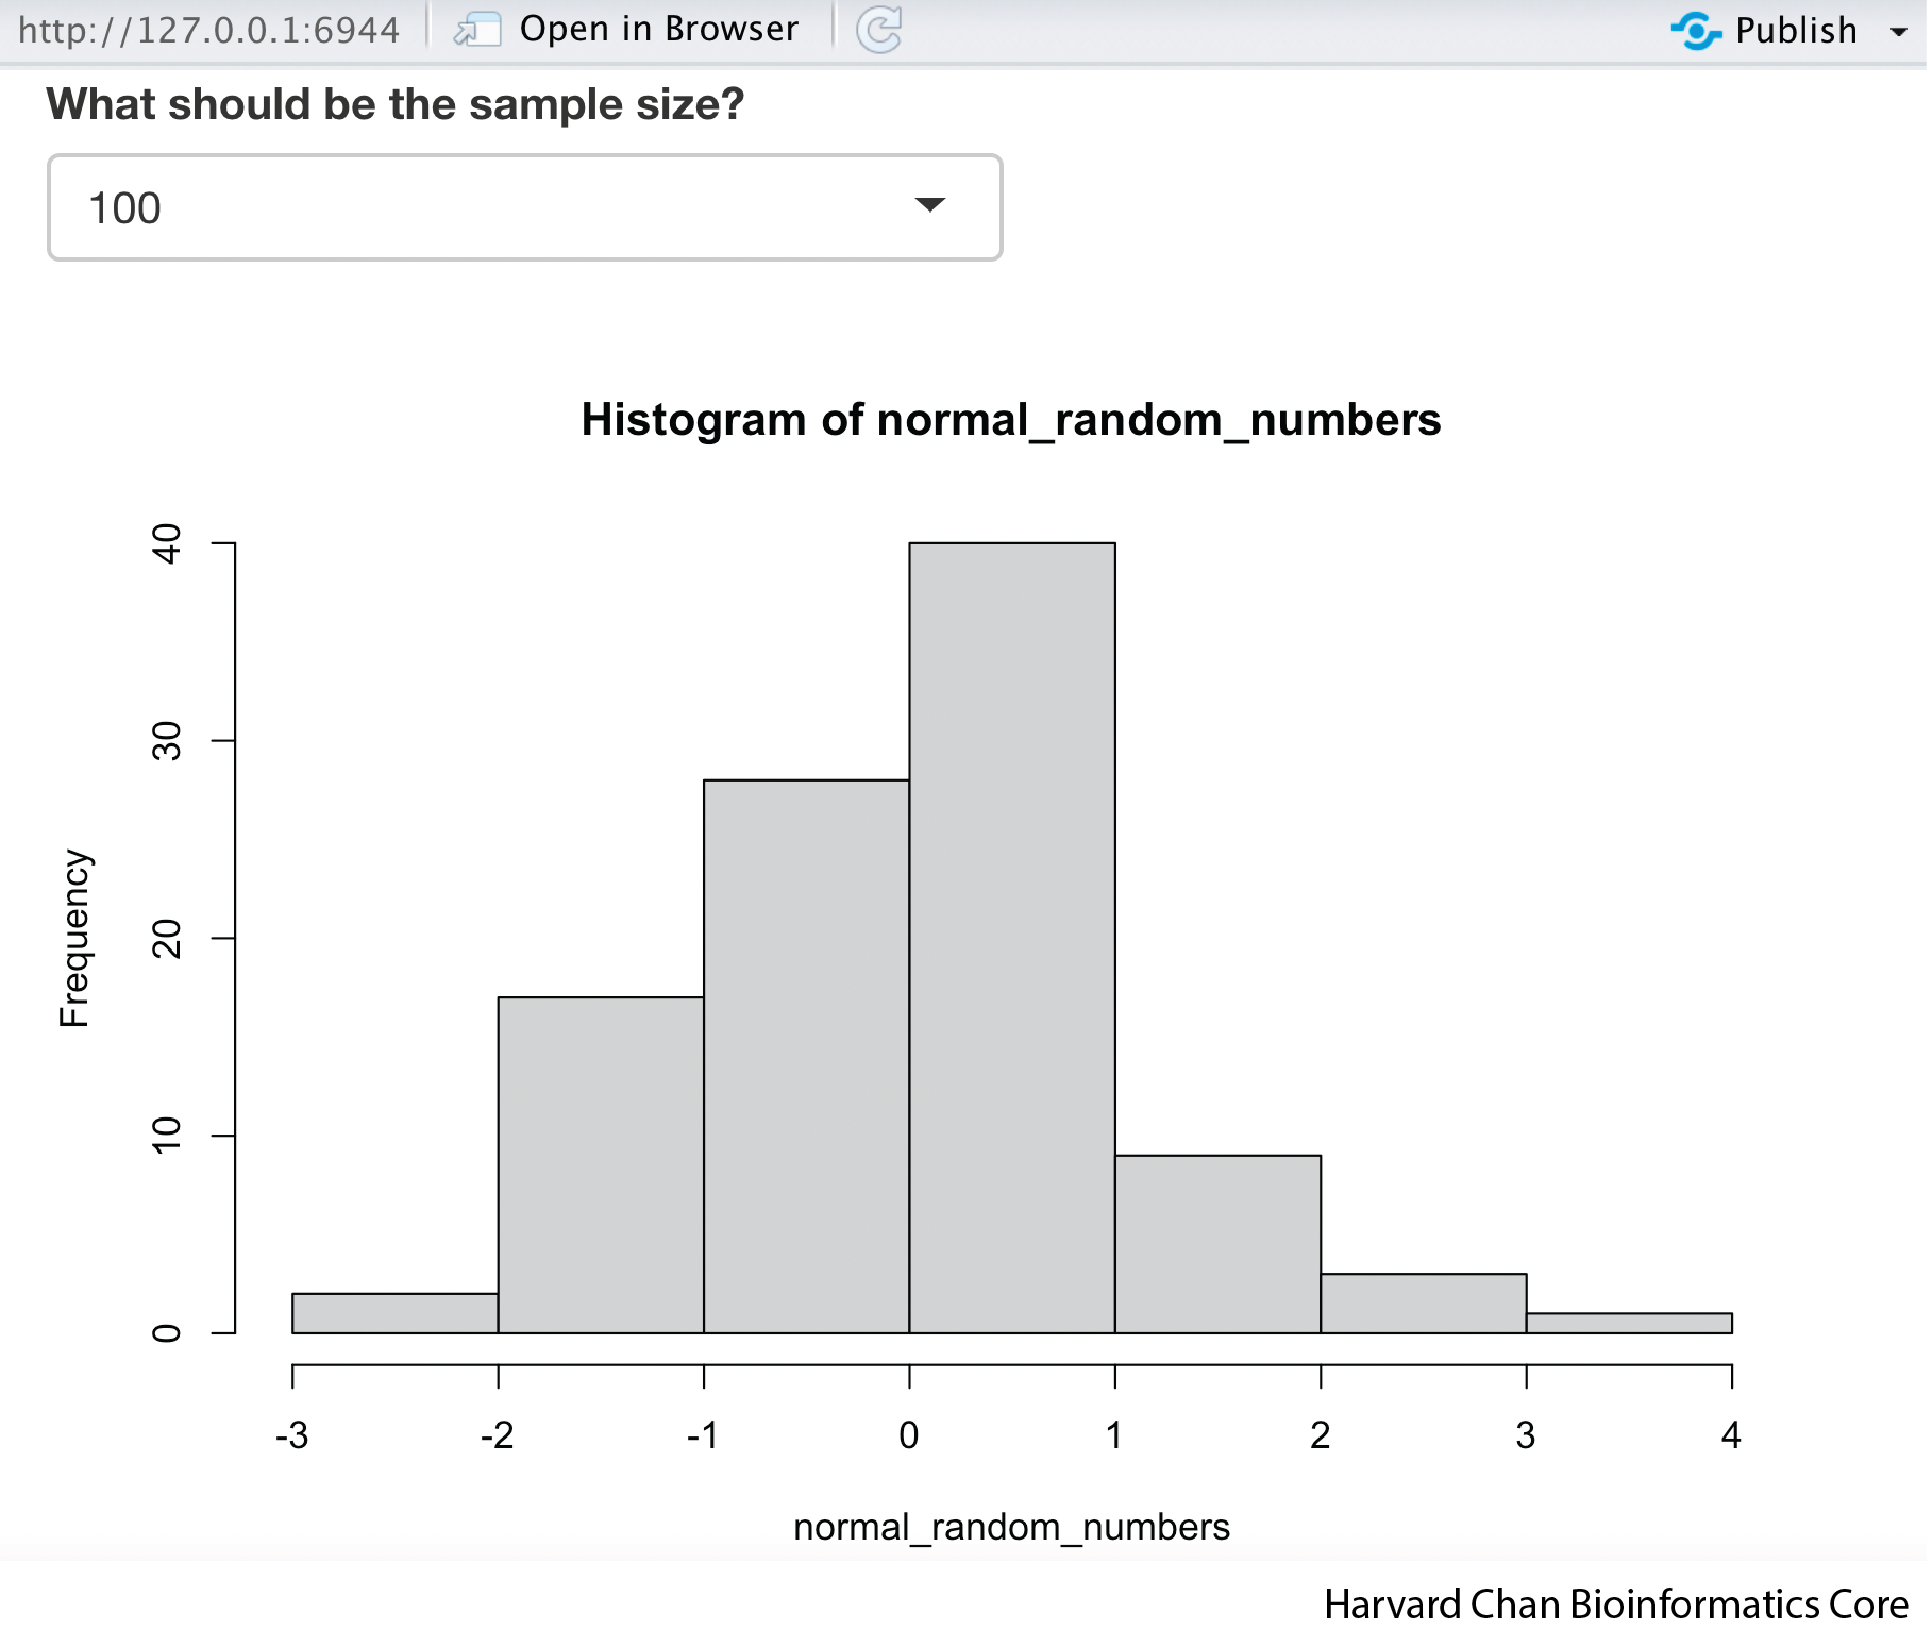 http://127.0.0.1:6944 Open in Browser Publish
What should be the sample size?
100
Histogram of normal_random_numbers
40
30
20
10
0
Frequency
-3 -2 -1 0 1 2 3 4
normal_random_numbers
Harvard Chan Bioinformatics Core